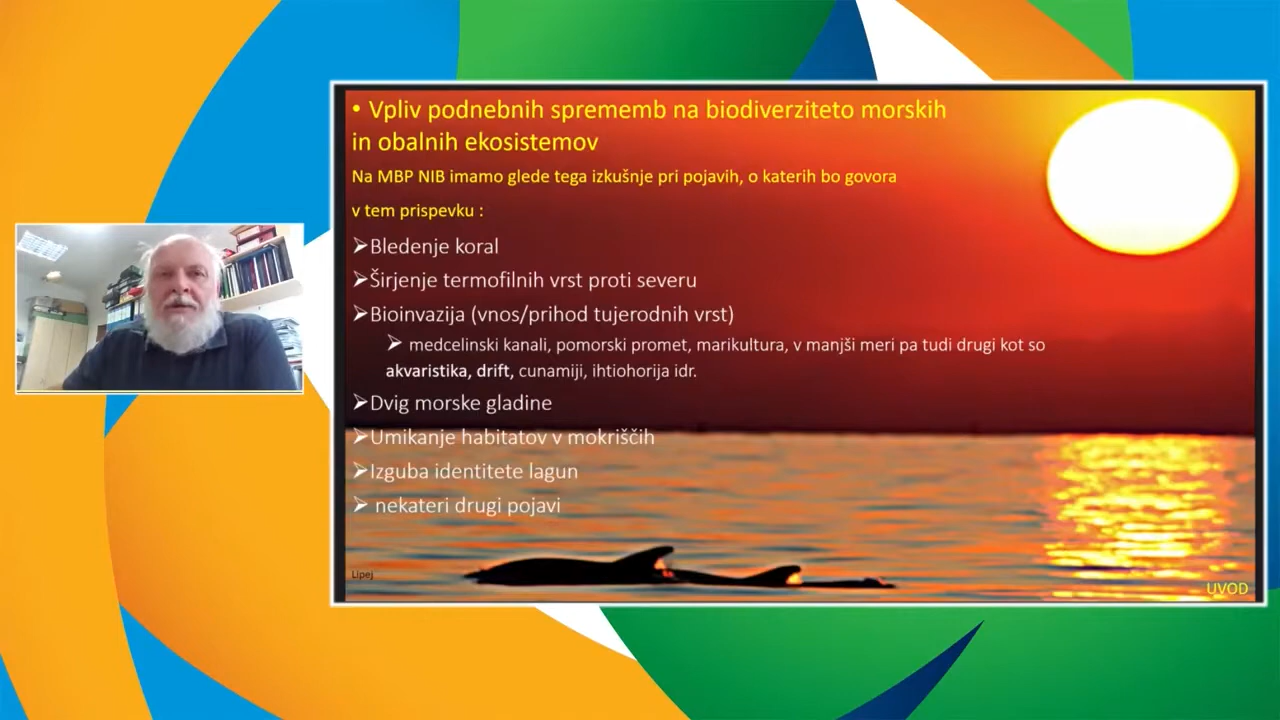 • Vpliv podnebnih sprememb na biodiverziteto morskih
in obalnih ekosistemov
Na MBP NIB imamo glede tega izkušnje pri pojavih, o katerih bo govora
v tem prispevku :
➢Bledenje koral
➢Širjenje termofilnih vrst proti severu
➢Bioinvazija (vnos/prihod tujerodnih vrst)
➢ medcelinski kanali, pomorski promet, marikultura, v manjši meri pa tudi drugi kot so
akvaristika, drift, cunamiji, ihtiohorija idr.
➢Dvig morske gladine
➢Umikanje habitatov v mokriščih
➢Izguba identitete lagun
➢ nekateri drugi pojavi
Lipej
UVOD